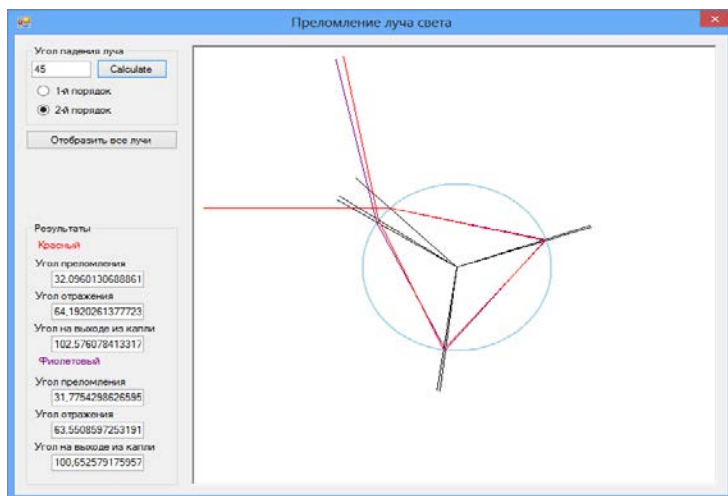 Преломление луча света
Угол падения луча
45 Calculate
1-й порядок
2-й порядок
Отобразить все лучи
Результаты
Красный
Угол преломления
32,0960130688861
Угол отражения
64,1920261377723
Угол на выходе из капли
102,576078413317
Фиолетовый
Угол преломления
31,7754298626595
Угол отражения
63,5508597253191
Угол на выходе из капли
100,652579175957